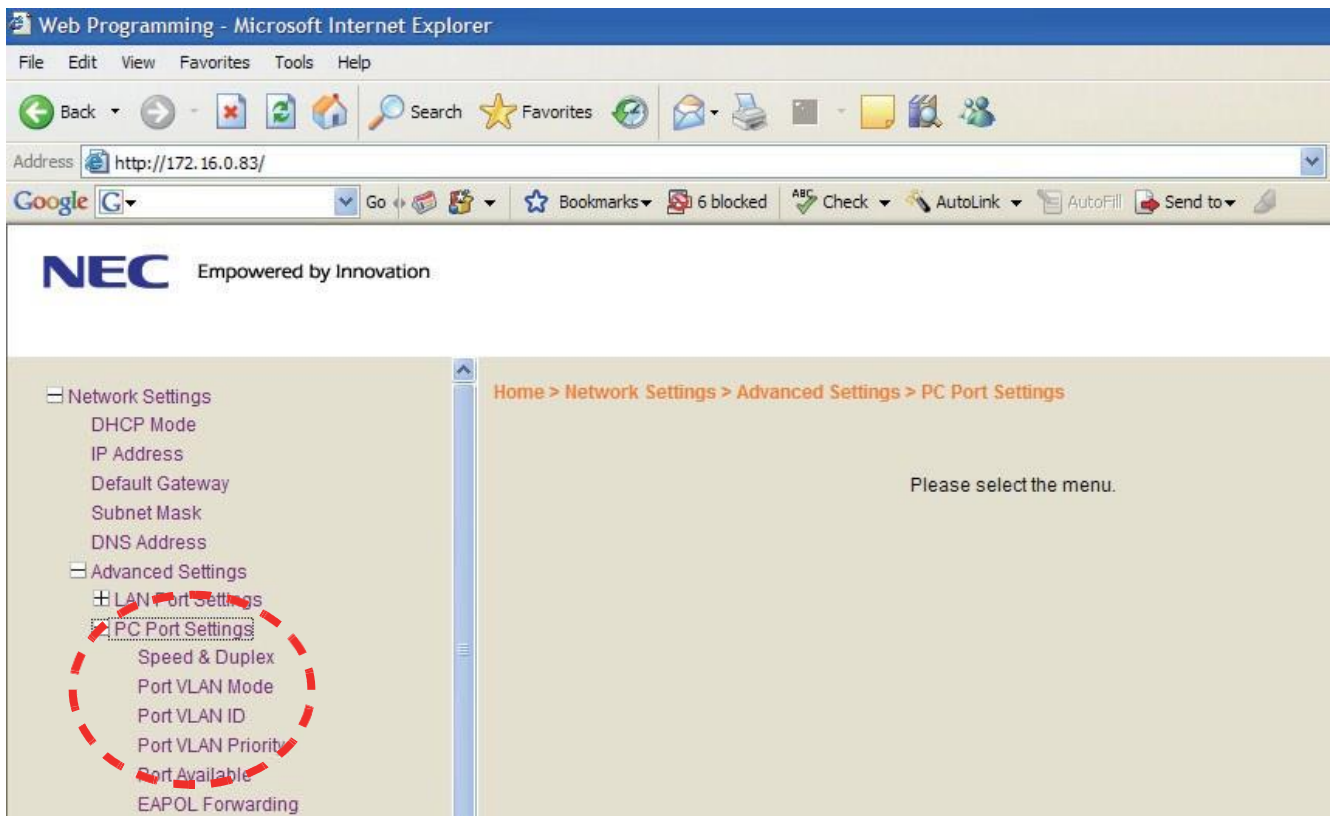 Web Programming - Microsoft Internet Explorer
File Edit View Favorites Tools Help
Back Search Favorites
Address http://172.16.0.83/
Google G Go Bookmarks 6 blocked ABC Check AutoLink AutoFill Send to
NEC Empowered by Innovation
Network Settings
DHCP Mode
IP Address
Default Gateway
Subnet Mask
DNS Address
Advanced Settings
LAN Port Settings
PC Port Settings
Speed & Duplex
Port VLAN Mode
Port VLAN ID
Port VLAN Priority
Port Available
EAPOL Forwarding
Home > Network Settings > Advanced Settings > PC Port Settings
Please select the menu.